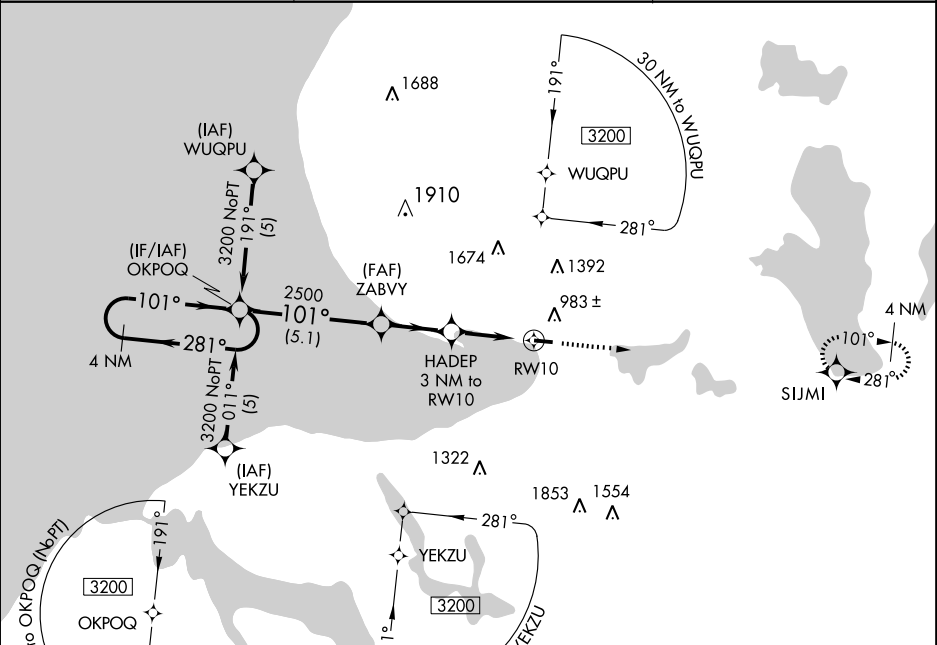 1688
30 NM to WUQPU
191°
3200
WUQPU
281°
(IAF)
WUQPU
3200 NoPT
191°
(5)
1910
1674
1392
983 ±
(IF/IAF)
OKPOQ
(FAF)
ZABVY
2500
101°
(5.1)
101°
281°
4 NM
HADEP
3 NM to
RW10
RW10
4 NM
101°
281°
SIJMI
3200 NoPT
011°
(5)
(IAF)
YEKZU
1322
1853
1554
OKPOQ (NoPT)
191°
3200
OKPOQ
281°
YEKZU
3200
1°
YEKZU